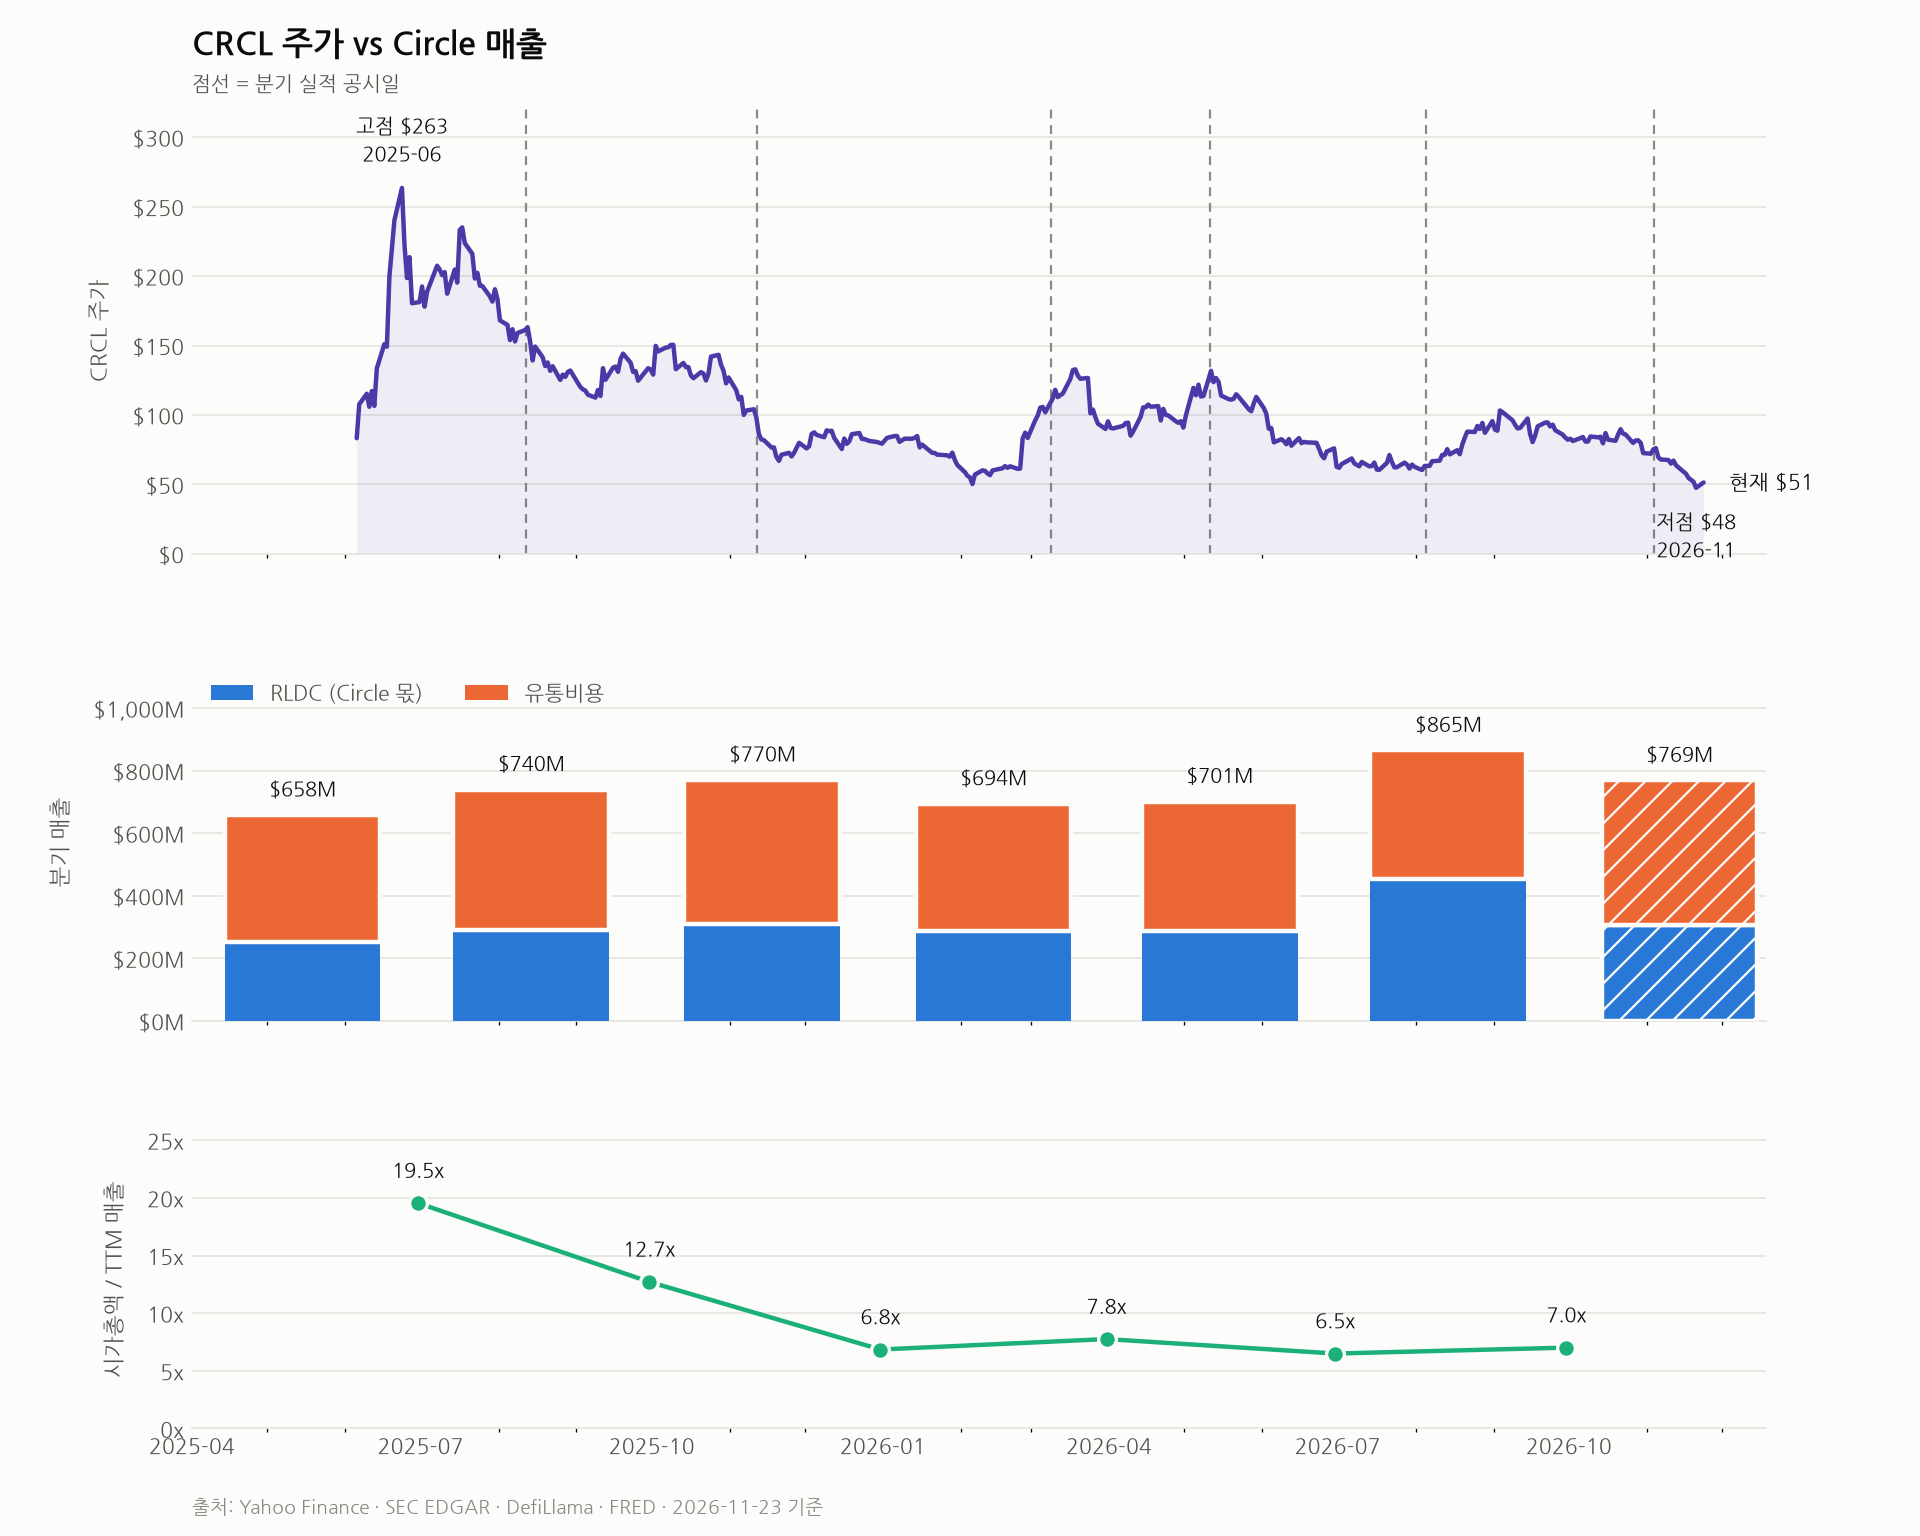 CRCL 주가 vs Circle 매출
점선 = 분기 실적 공시일
CRCL 주가
$300
$250
$200
$150
$100
$50
$0
고점 $263
2025-06
현재 $51
저점 $48
2026-11
RLDC (Circle 몫)
유통비용
분기 매출
$1,000M
$800M
$600M
$400M
$200M
$0M
$658M
$740M
$770M
$694M
$701M
$865M
$769M
시가총액 / TTM 매출
25x
20x
15x
10x
5x
0x
19.5x
12.7x
6.8x
7.8x
6.5x
7.0x
2025-04
2025-07
2025-10
2026-01
2026-04
2026-07
2026-10
출처: Yahoo Finance · SEC EDGAR · DefiLlama · FRED · 2026-11-23 기준